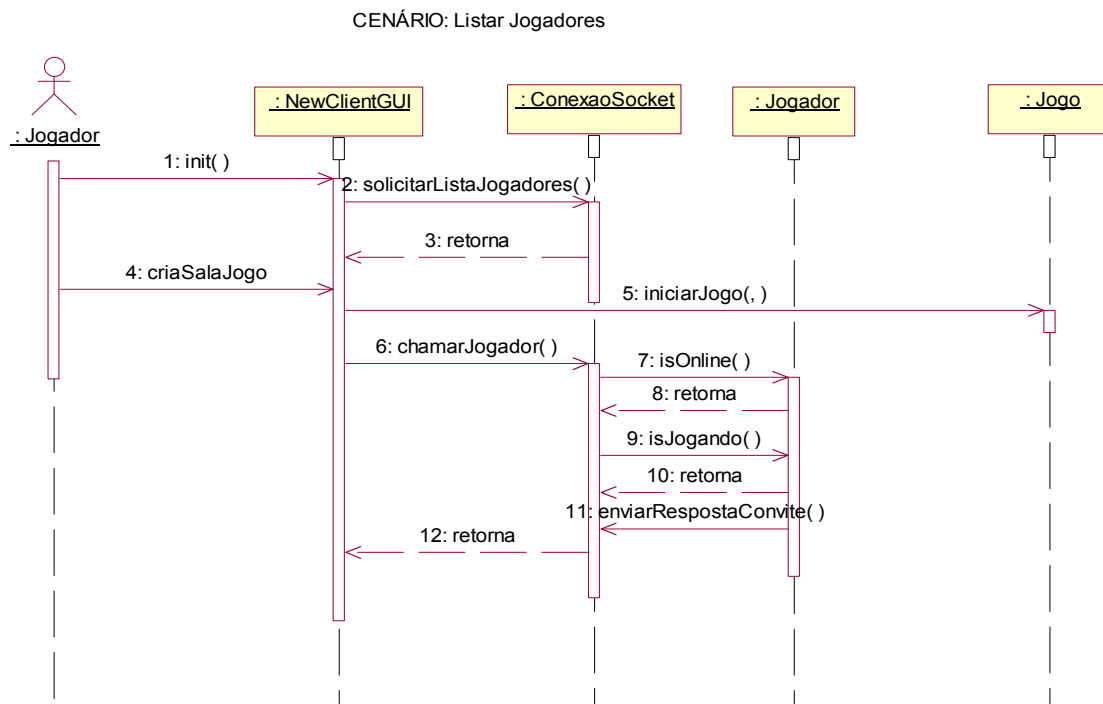 CENÁRIO: Listar Jogadores
: Jogador
: NewClientGUI
: ConexaoSocket
: Jogador
: Jogo
1: init( )
2: solicitarListaJogadores( )
3: retorna
4: criaSalaJogo
5: iniciarJogo(, )
6: chamarJogador( )
7: isOnline( )
8: retorna
9: isJogando( )
10: retorna
11: enviarRespostaConvite( )
12: retorna